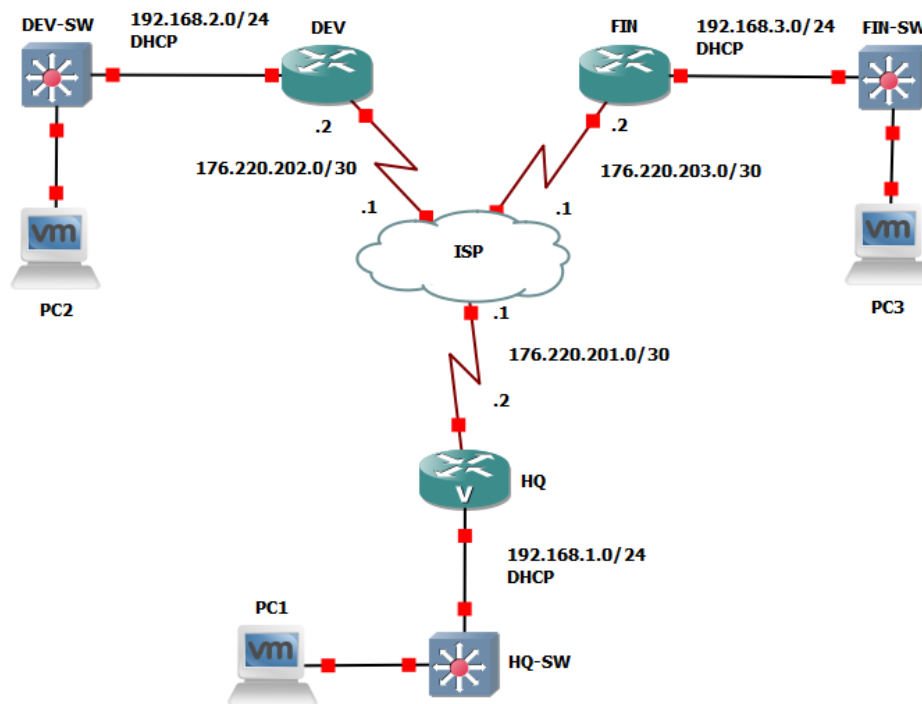 DEV-SW
192.168.2.0/24
DHCP
DEV
FIN
192.168.3.0/24
DHCP
FIN-SW
.2
.2
176.220.202.0/30
176.220.203.0/30
.1
.1
vm
PC2
ISP
vm
PC3
.1
176.220.201.0/30
.2
HQ
V
192.168.1.0/24
DHCP
PC1
vm
HQ-SW